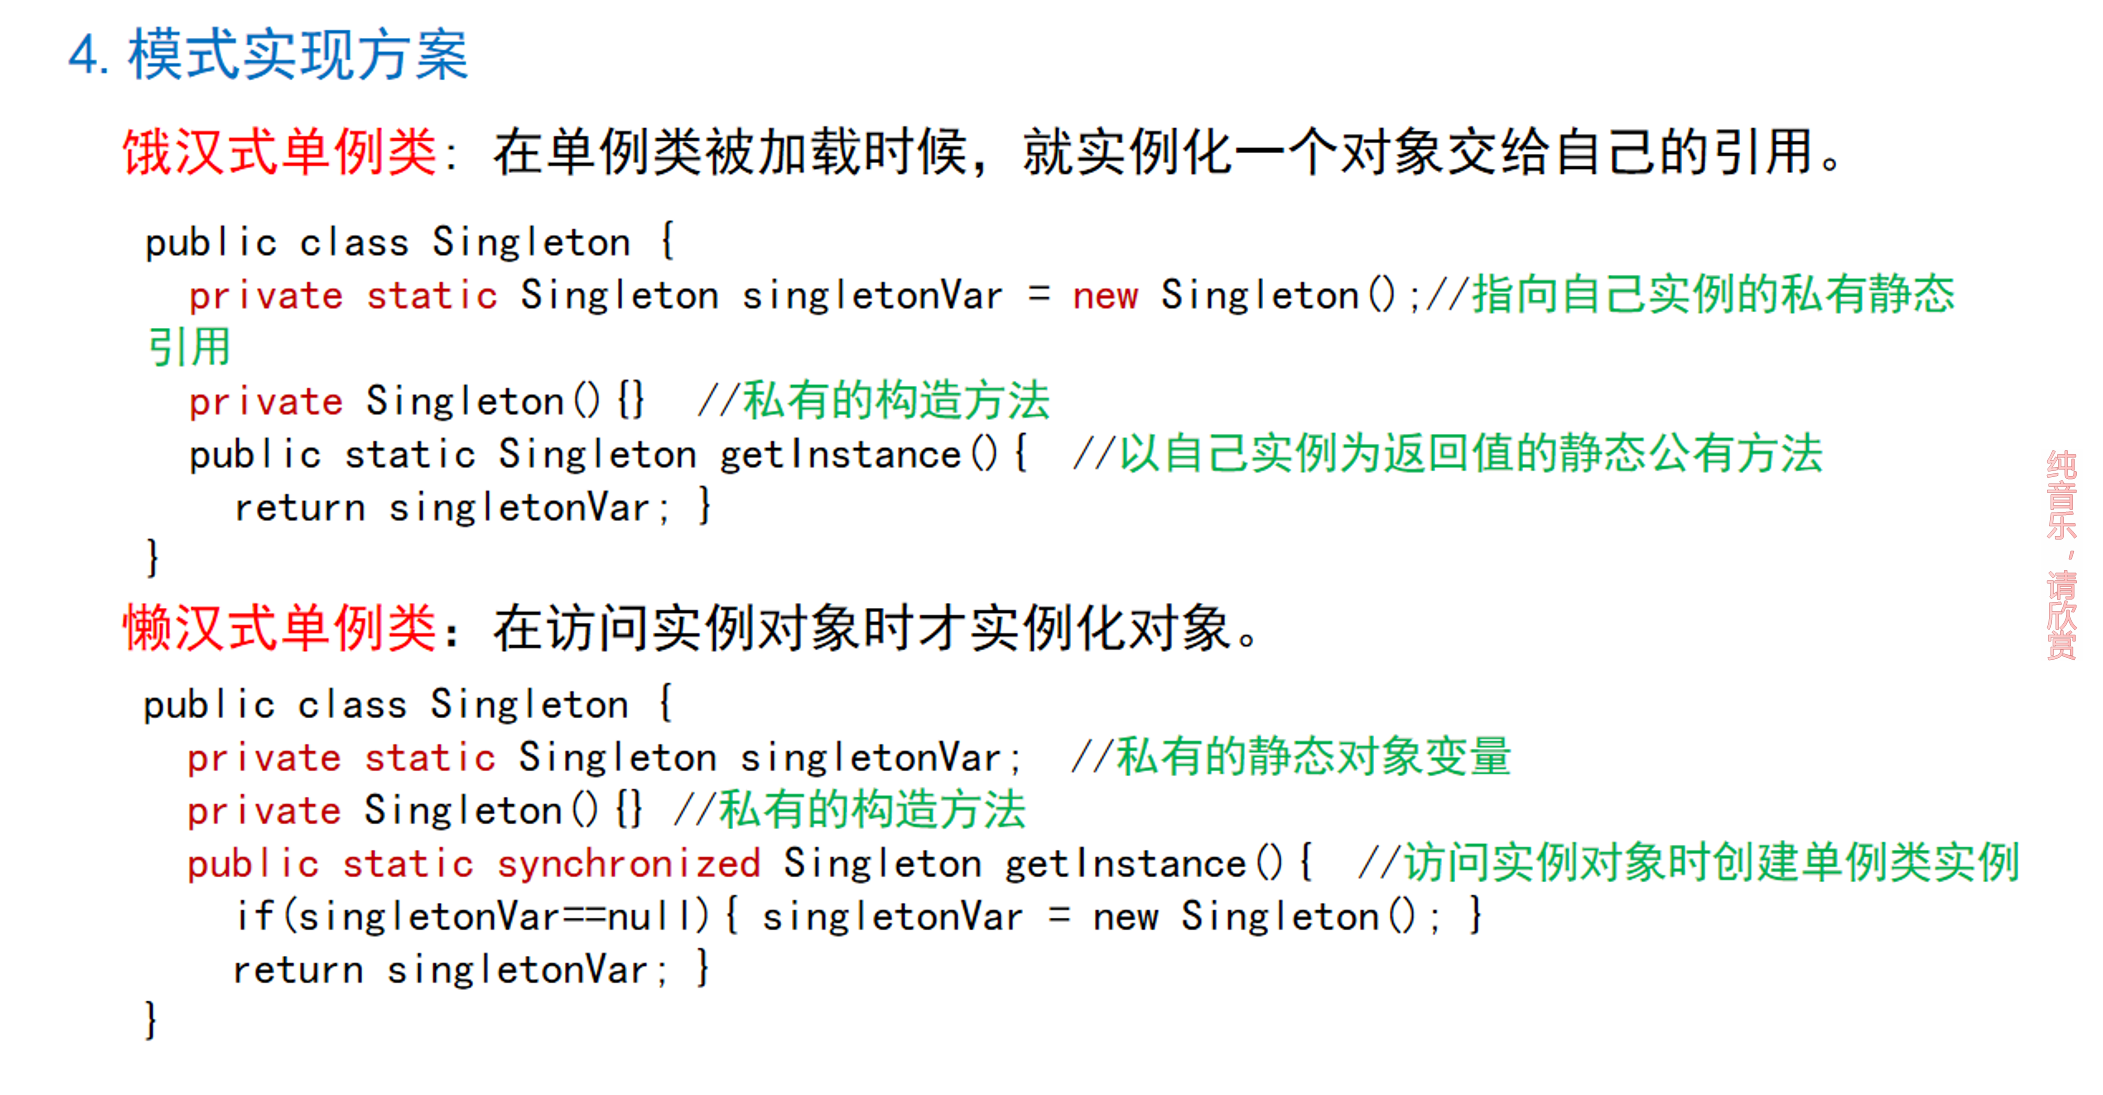 4. 模式实现方案
饿汉式单例类: 在单例类被加载时候，就实例化一个对象交给自己的引用。
public class Singleton {
  private static Singleton singletonVar = new Singleton();//指向自己实例的私有静态
引用
  private Singleton(){}  //私有的构造方法
  public static Singleton getInstance(){  //以自己实例为返回值的静态公有方法
    return singletonVar; }
}
懒汉式单例类：在访问实例对象时才实例化对象。
public class Singleton {
  private static Singleton singletonVar;  //私有的静态对象变量
  private Singleton(){} //私有的构造方法
  public static synchronized Singleton getInstance(){  //访问实例对象时创建单例类实例
    if(singletonVar==null){ singletonVar = new Singleton(); }
    return singletonVar; }
}
纯音乐，请欣赏